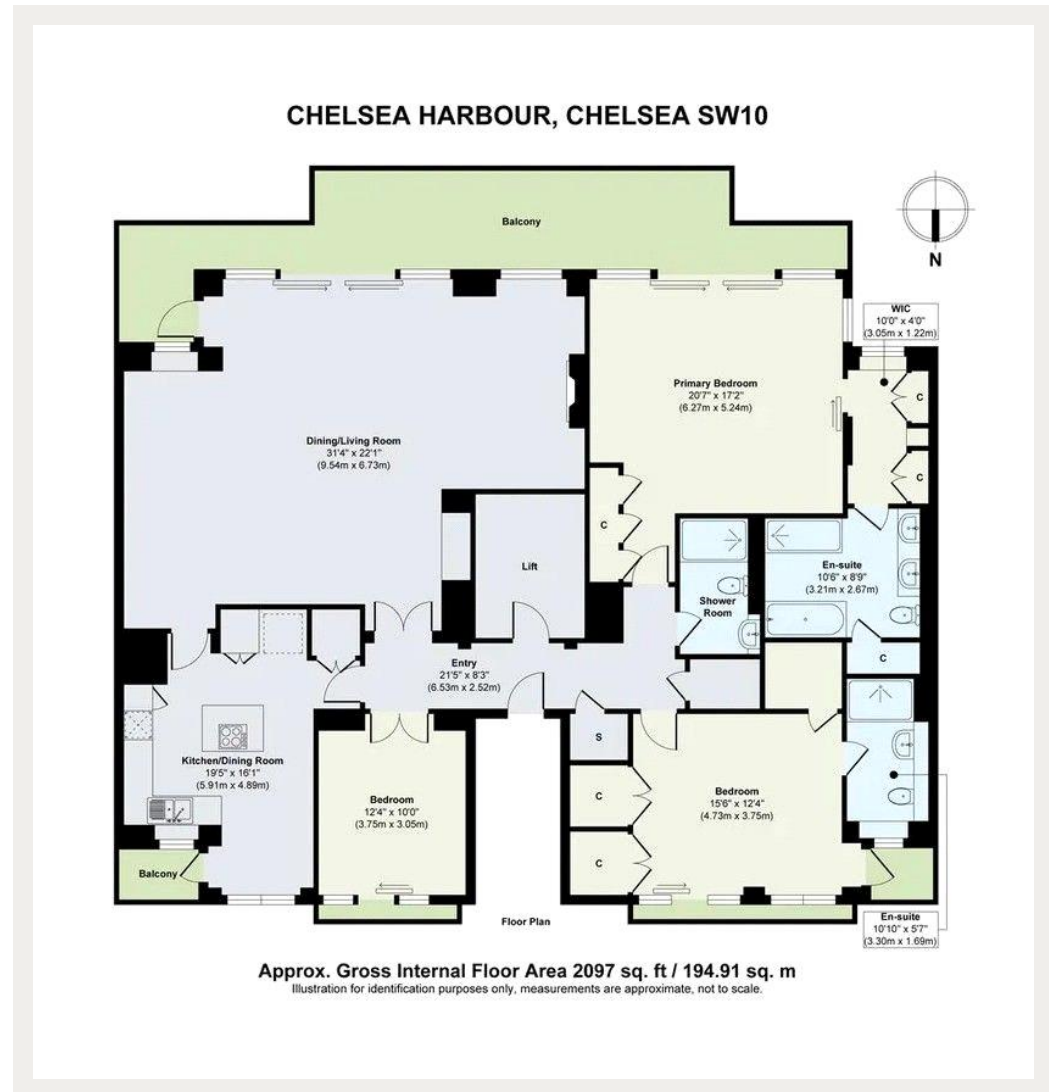 CHELSEA HARBOUR, CHELSEA SW10
Balcony
N
WIC
10'0" x 4'0"
(3.05m x 1.22m)
Primary Bedroom
20'7" x 17'2"
(6.27m x 5.24m)
C
Dining/Living Room
31'4" x 22'1"
(9.54m x 6.73m)
C
C
Lift
En-suite
10'6" x 8'9"
(3.21m x 2.67m)
Shower
Room
Entry
21'5" x 8'3"
(6.53m x 2.52m)
C
S
Kitchen/Dining Room
19'5" x 16'1"
(5.91m x 4.89m)
Bedroom
12'4" x 10'0"
(3.75m x 3.05m)
C
Bedroom
15'6" x 12'4"
(4.73m x 3.75m)
C
Balcony
En-suite
10'10" x 5'7"
(3.30m x 1.69m)
Floor Plan
Approx. Gross Internal Floor Area 2097 sq. ft / 194.91 sq. m
Illustration for identification purposes only, measurements are approximate, not to scale.